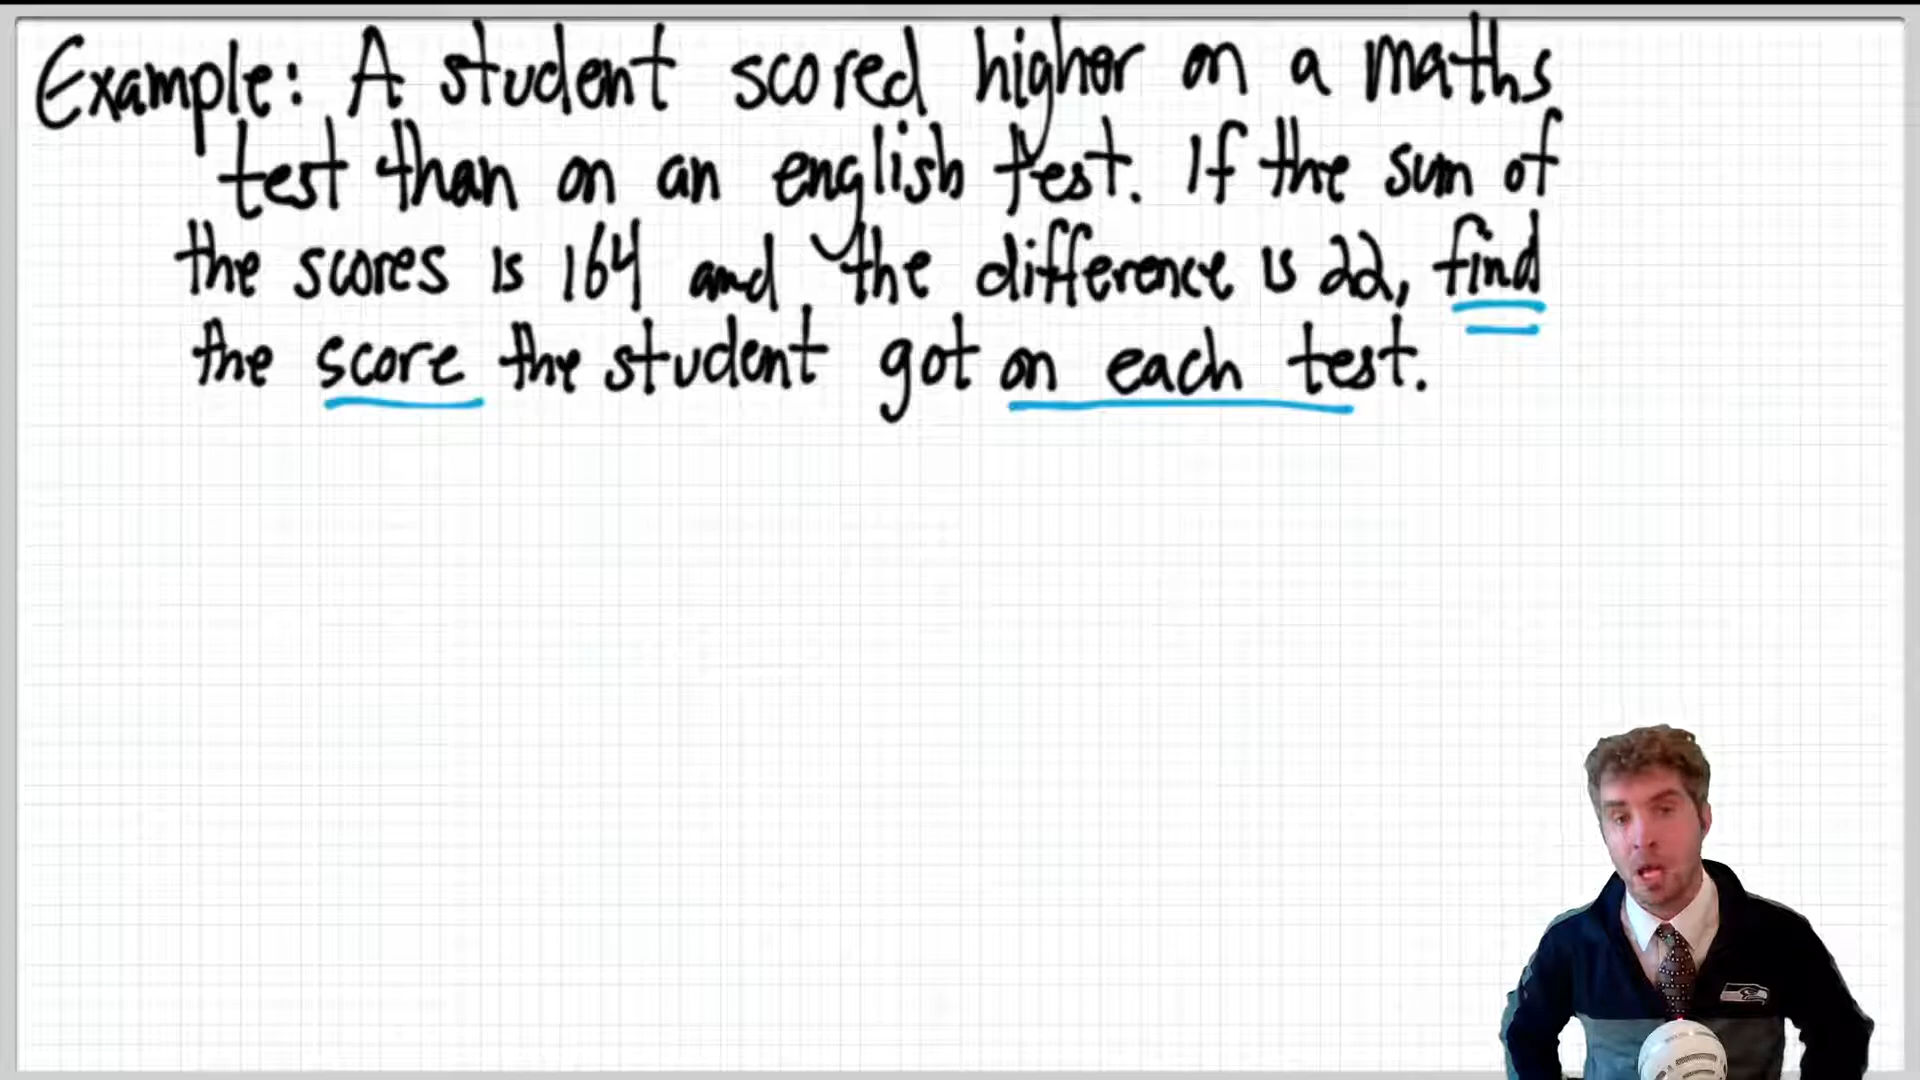 Example: A student scored higher on a maths
test than on an english test. If the sum of
the scores is 164 and the difference is 22, find
the score the student got on each test.